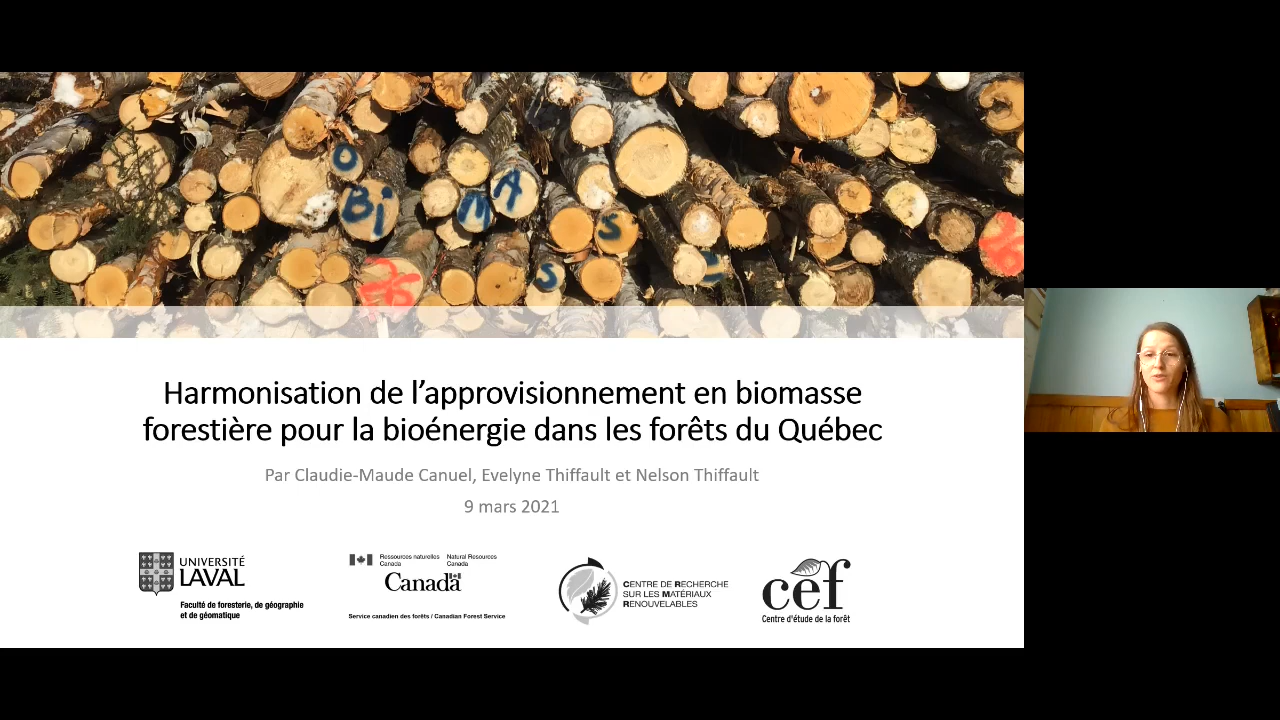 O
Bi M A S S
Harmonisation de l’approvisionnement en biomasse
forestière pour la bioénergie dans les forêts du Québec
Par Claudie-Maude Canuel, Evelyne Thiffault et Nelson Thiffault
9 mars 2021
UNIVERSITÉ
LAVAL
Faculté de foresterie, de géographie
et de géomatique
Ressources naturelles
Canada
Natural Resources
Canada
Canada
Service canadien des forêts / Canadian Forest Service
CENTRE DE RECHERCHE
SUR LES MATÉRIAUX
RENOUVELABLES
cef
Centre d'étude de la forêt